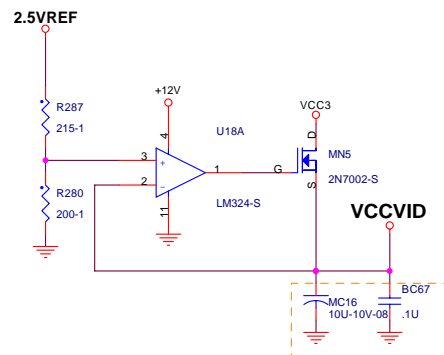 2.5VREF
+12V
VCC3
R287
215-1
U18A
4
D
MN5
3
+
1
G
2
-
S
2N7002-S
R280
200-1
11
LM324-S
VCCVID
MC16
10U-10V-08
BC67
.1U